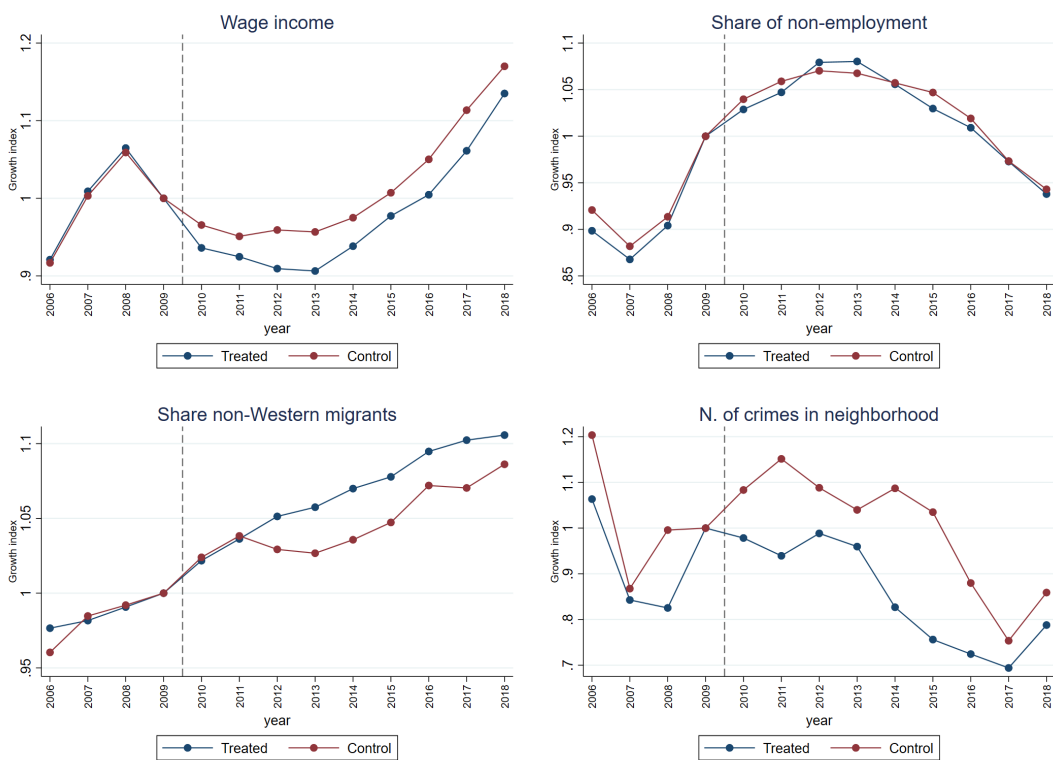 Wage income
Growth index
1.2
1.1
1
.9
2006 2007 2008 2009 2010 2011 2012 2013 2014 2015 2016 2017 2018
year
Treated Control
Share of non-employment
Growth index
1.1
1.05
1
.95
.9
.85
2006 2007 2008 2009 2010 2011 2012 2013 2014 2015 2016 2017 2018
year
Treated Control
Share non-Western migrants
Growth index
1.1
1.05
1
.95
2006 2007 2008 2009 2010 2011 2012 2013 2014 2015 2016 2017 2018
year
Treated Control
N. of crimes in neighborhood
Growth index
1.2
1.1
1
.9
.8
.7
2006 2007 2008 2009 2010 2011 2012 2013 2014 2015 2016 2017 2018
year
Treated Control